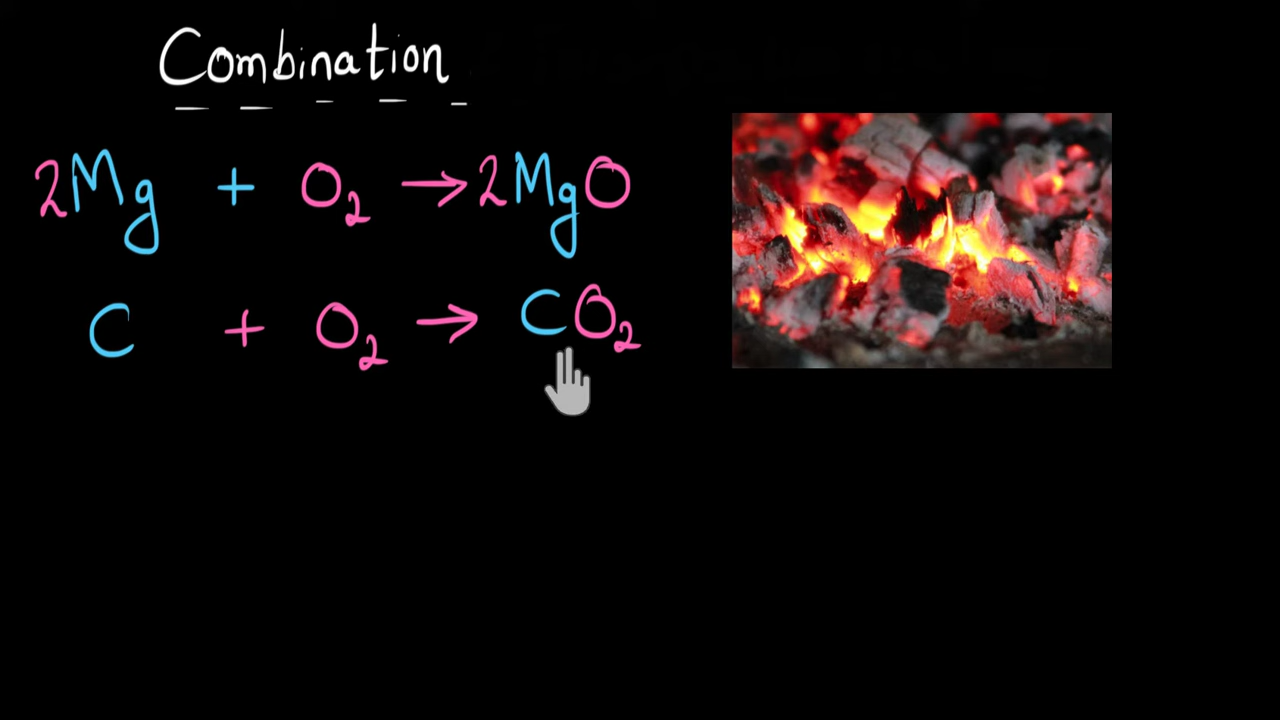 Combination
2Mg + O₂ → 2MgO
C + O₂ → CO₂